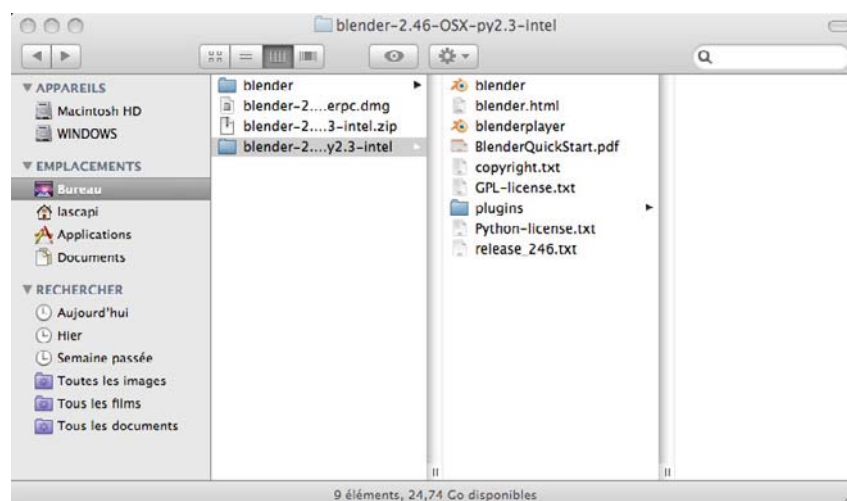 blender-2.46-OSX-py2.3-intel
APPAREILS
Macintosh HD
WINDOWS
EMPLACEMENTS
Bureau
lascapi
Applications
Documents
RECHERCHER
Aujourd'hui
Hier
Semaine passée
Toutes les images
Tous les films
Tous les documents
blender
blender-2....erpc.dmg
blender-2....3-intel.zip
blender-2....y2.3-intel
blender
blender.html
blenderplayer
BlenderQuickStart.pdf
copyright.txt
GPL-license.txt
plugins
Python-license.txt
release_246.txt
9 éléments, 24,74 Go disponibles